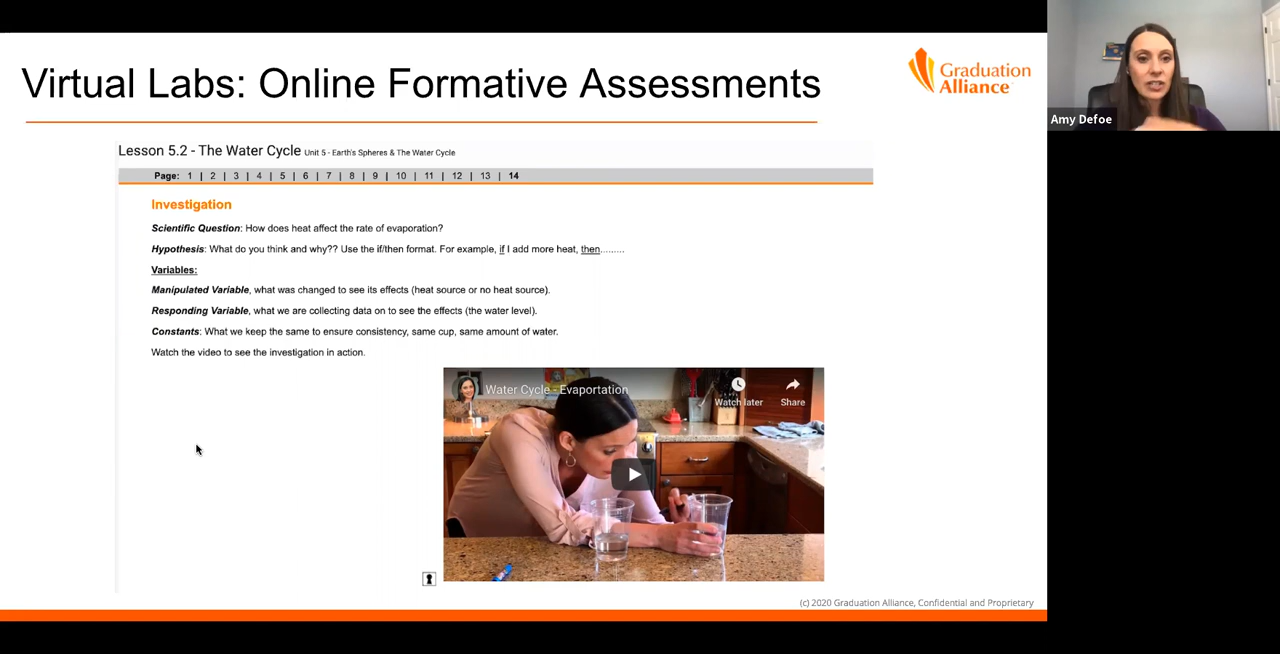 Virtual Labs: Online Formative Assessments
Graduation
Alliance
Amy Defoe
Lesson 5.2 - The Water Cycle Unit 5 - Earth's Spheres & The Water Cycle
Page: 1 | 2 | 3 | 4 | 5 | 6 | 7 | 8 | 9 | 10 | 11 | 12 | 13 | 14
Investigation
Scientific Question: How does heat affect the rate of evaporation?
Hypothesis: What do you think and why?? Use the if/then format. For example, if I add more heat, then.........
Variables:
Manipulated Variable, what was changed to see its effects (heat source or no heat source).
Responding Variable, what we are collecting data on to see the effects (the water level).
Constants: What we keep the same to ensure consistency, same cup, same amount of water.
Watch the video to see the investigation in action.
Water Cycle - Evaportation
Watch later
Share
(c) 2020 Graduation Alliance, Confidential and Proprietary